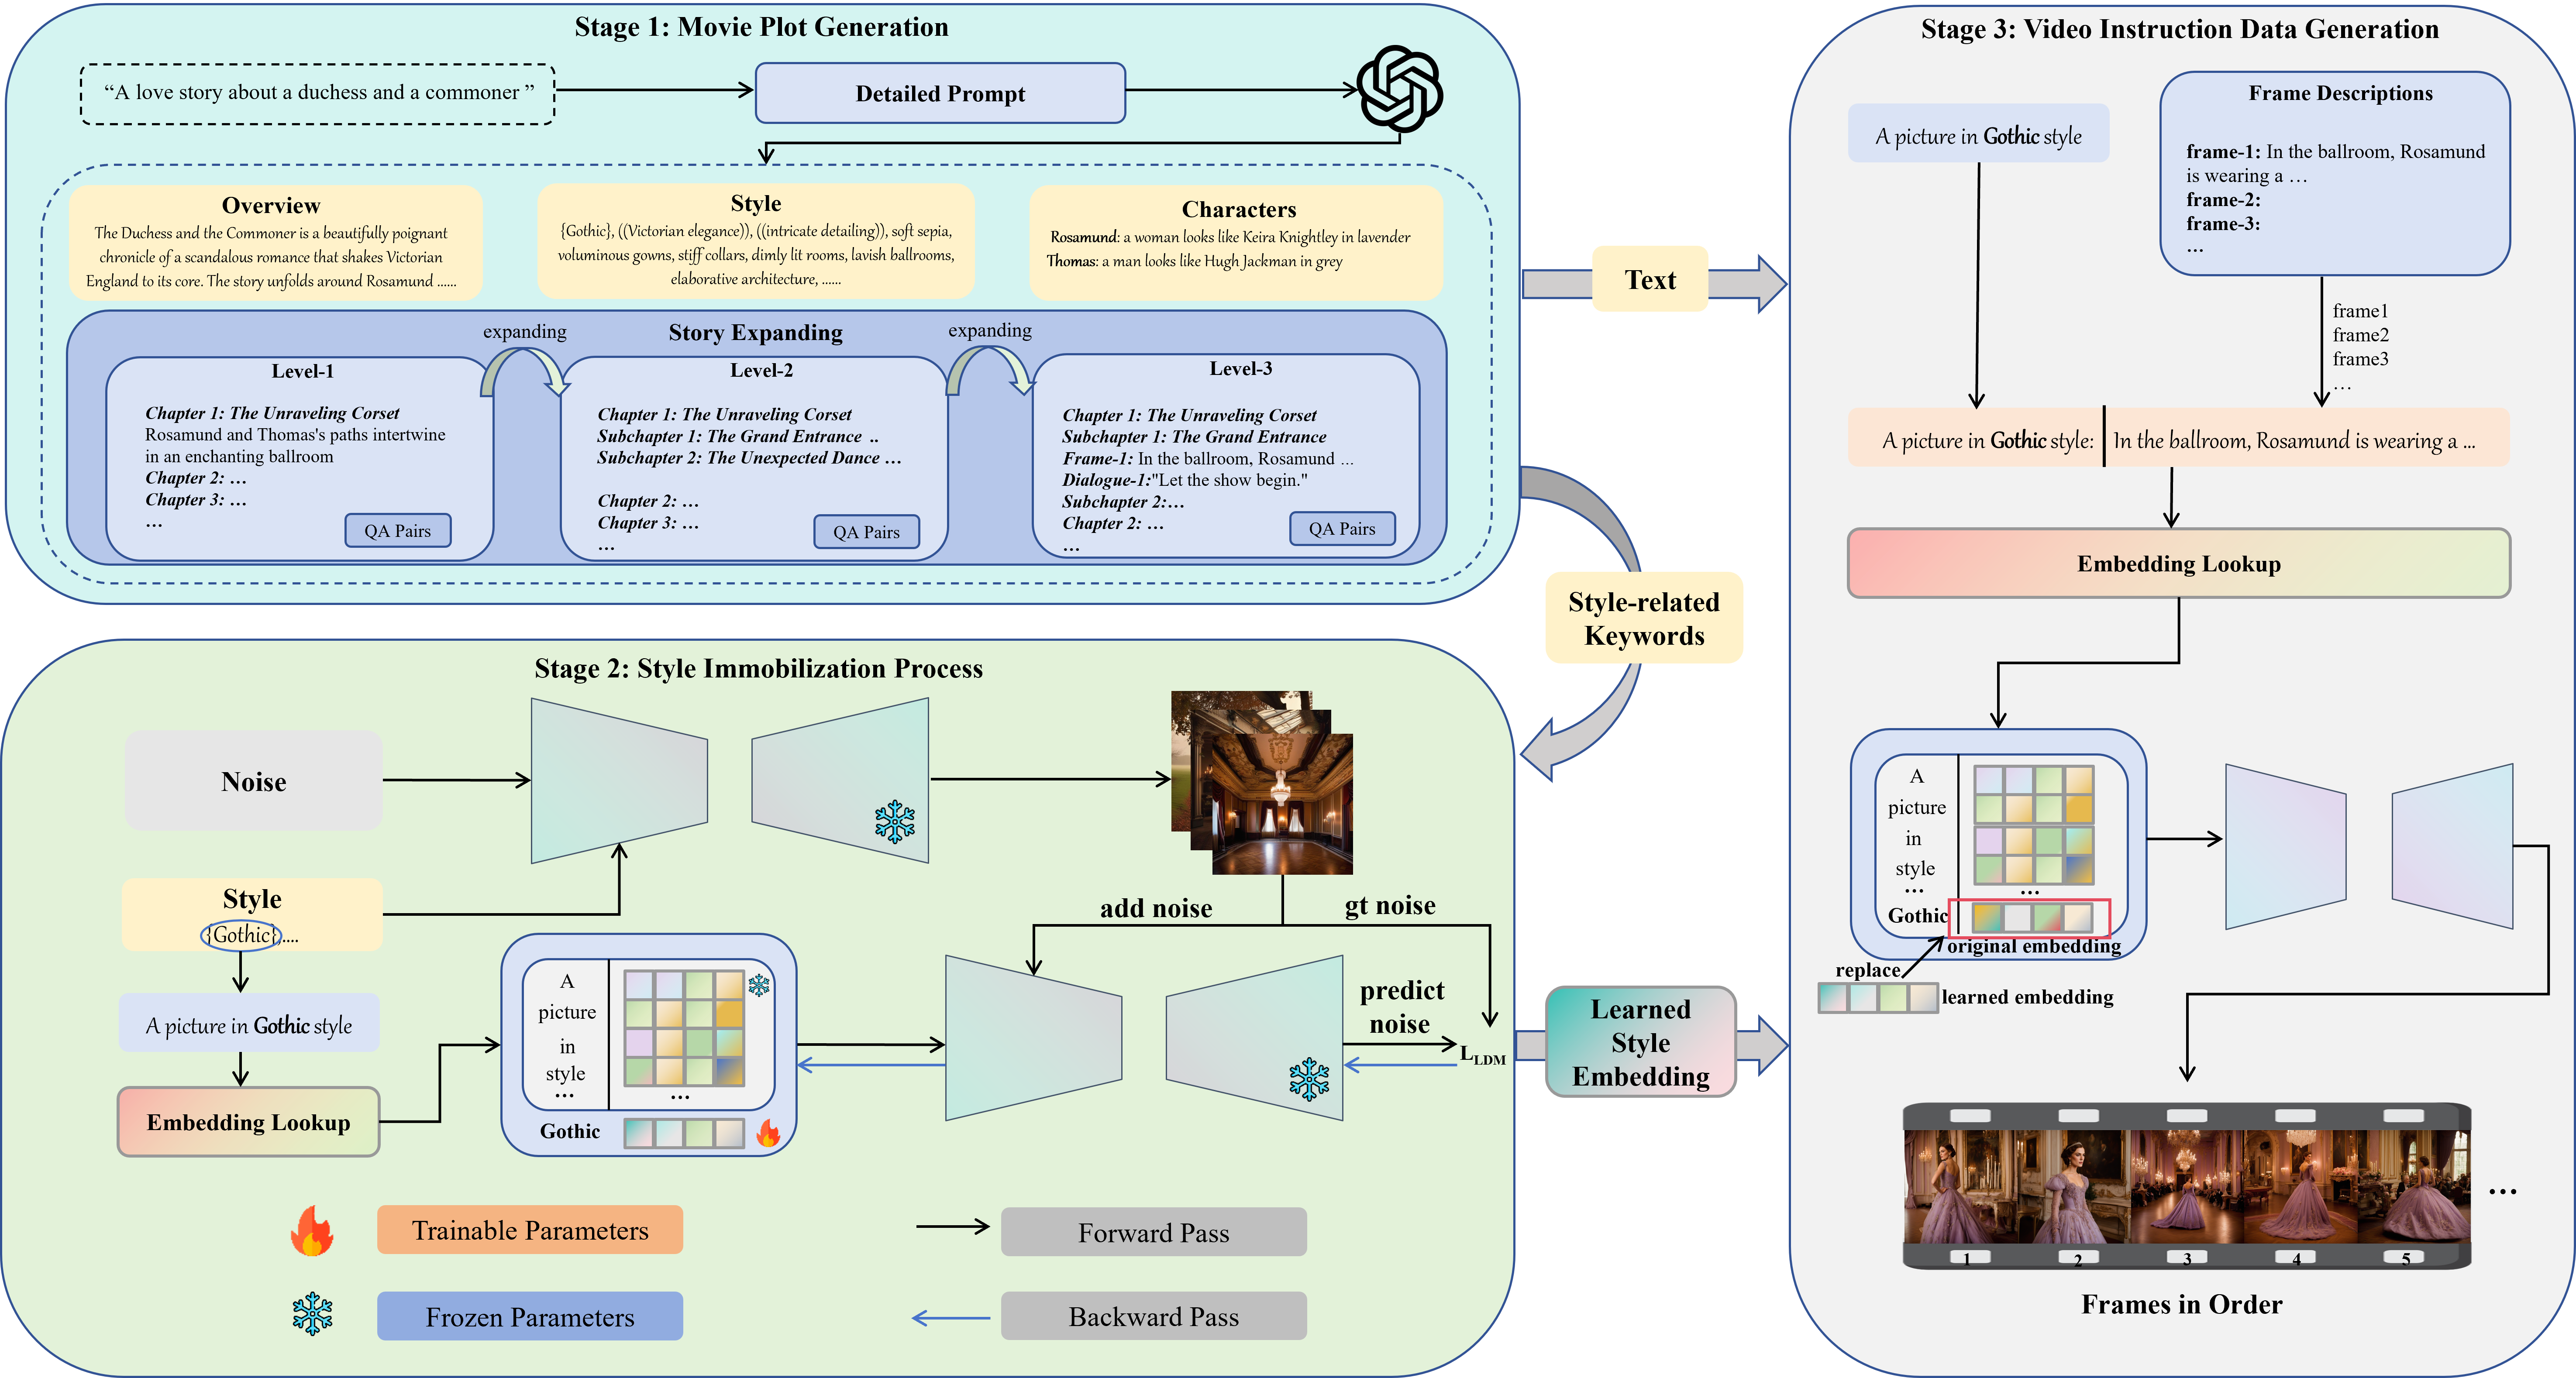 Stage 1: Movie Plot Generation
“A love story about a duchess and a commoner ”
Detailed Prompt
Overview
The Duchess and the Commoner is a beautifully poignant
chronicle of a scandalous romance that shakes Victorian
England to its core. The story unfolds around Rosamund ......
Style
{Gothic}, ((Victorian elegance)), ((intricate detailing)), soft sepia,
voluminous gowns, stiff collars, dimly lit rooms, lavish ballrooms,
elaborative architecture, ......
Characters
Rosamund: a woman looks like Keira Knightley in lavender
Thomas: a man looks like Hugh Jackman in grey
Story Expanding
expanding
expanding
Level-1
Chapter 1: The Unraveling Corset
Rosamund and Thomas's paths intertwine
in an enchanting ballroom
Chapter 2: ...
Chapter 3: ...
...
QA Pairs
Level-2
Chapter 1: The Unraveling Corset
Subchapter 1: The Grand Entrance ..
Subchapter 2: The Unexpected Dance ...
Chapter 2: ...
Chapter 3: ...
...
QA Pairs
Level-3
Chapter 1: The Unraveling Corset
Subchapter 1: The Grand Entrance
Frame-1: In the ballroom, Rosamund ...
Dialogue-1:"Let the show begin."
Subchapter 2:...
Chapter 2: ...
...
QA Pairs
Text
Style-related
Keywords
Stage 2: Style Immobilization Process
Noise
Style
{Gothic},....
A picture in Gothic style
Embedding Lookup
A
picture
in
style
...
...
Gothic
add noise
gt noise
predict
noise
LLDM
Trainable Parameters
Forward Pass
Frozen Parameters
Backward Pass
Learned
Style
Embedding
Stage 3: Video Instruction Data Generation
A picture in Gothic style
Frame Descriptions
frame-1: In the ballroom, Rosamund
is wearing a ...
frame-2:
frame-3:
...
frame1
frame2
frame3
...
A picture in Gothic style:
In the ballroom, Rosamund is wearing a ...
Embedding Lookup
A
picture
in
style
...
...
Gothic
original embedding
replace
learned embedding
1 2 3 4 5
...
Frames in Order